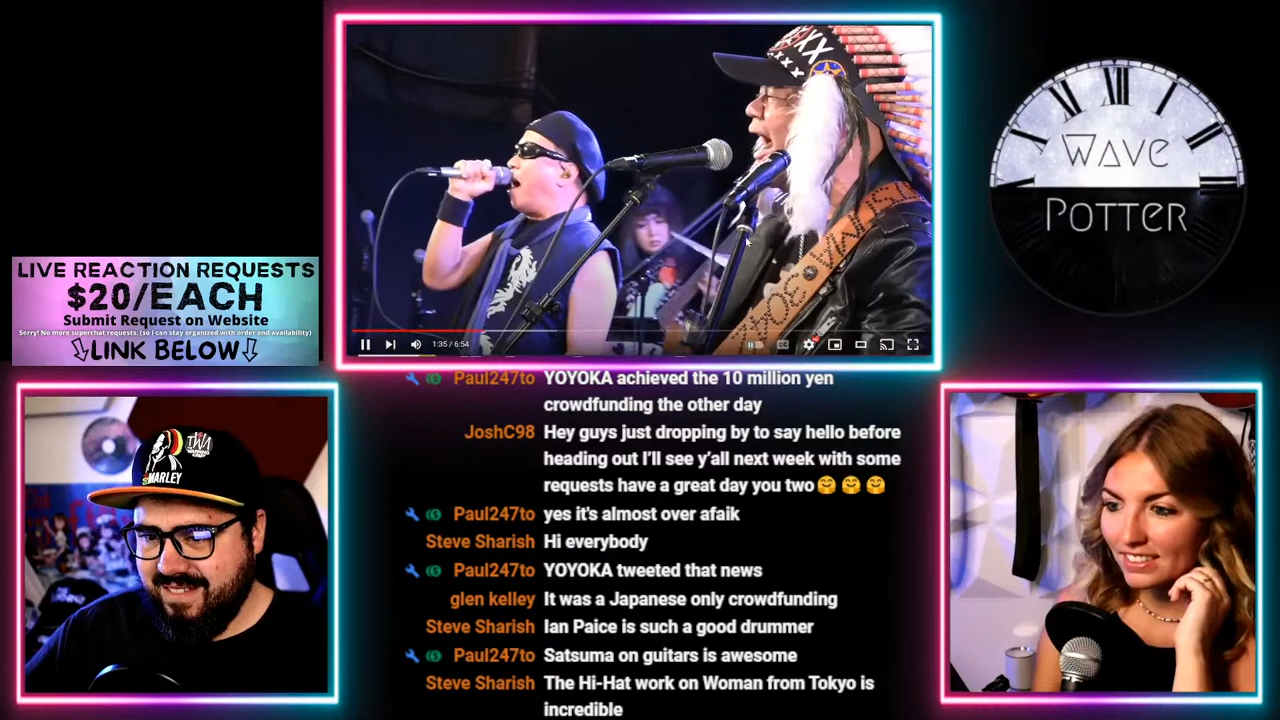 LIVE REACTION REQUESTS
$20/EACH
Submit Request on Website
Sorry! No more superchat requests. (so I can stay organized with order and availability)
LINK BELOW
XX
XXX
1:35 / 6:54
WAVE
POTTER
MARLEY
Paul247to YOYOKA achieved the 10 million yen
crowdfunding the other day
JoshC98 Hey guys just dropping by to say hello before
heading out I'll see y'all next week with some
requests have a great day you two🤗 🤗 🤗
Paul247to yes it's almost over afaik
Steve Sharish Hi everybody
Paul247to YOYOKA tweeted that news
glen kelley It was a Japanese only crowdfunding
Steve Sharish Ian Paice is such a good drummer
Paul247to Satsuma on guitars is awesome
Steve Sharish The Hi-Hat work on Woman from Tokyo is
incredible